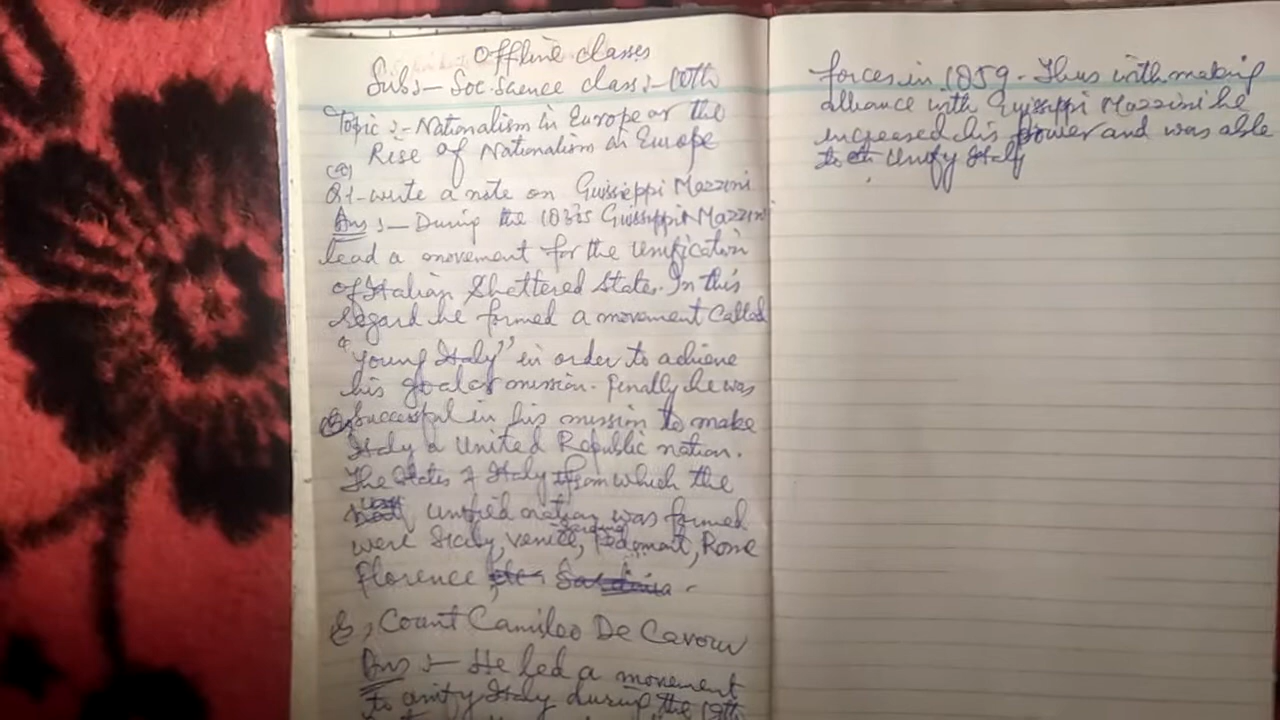 Offline classes
Sub:- Soc. Science class:- 10th
Topic:- Nationalism in Europe or the
Rise of Nationalism in Europe
(a)
Q1- write a note on Guisseppi Mazzini
Ans:- During the 1830s Guisseppi Mazzini
lead a movement for the unification
of Italian Shettered States. In this
regard he formed a movement called
"young Italy" in order to achieve
his goal or mission. Finally he was
successful in his mission to make
Italy a United Republic nation.
The States of Italy from which the
unified nation was formed
were Sicily, Venice, Pedomont, Rome
Florence
b, Count Camileo De Cavour
Ans:- He led a movement
to unify Italy during the 19th
forces in 1859. Thus with making
alliance with Guiseppi Mazzini he
increased his power and was able
to Unify Italy